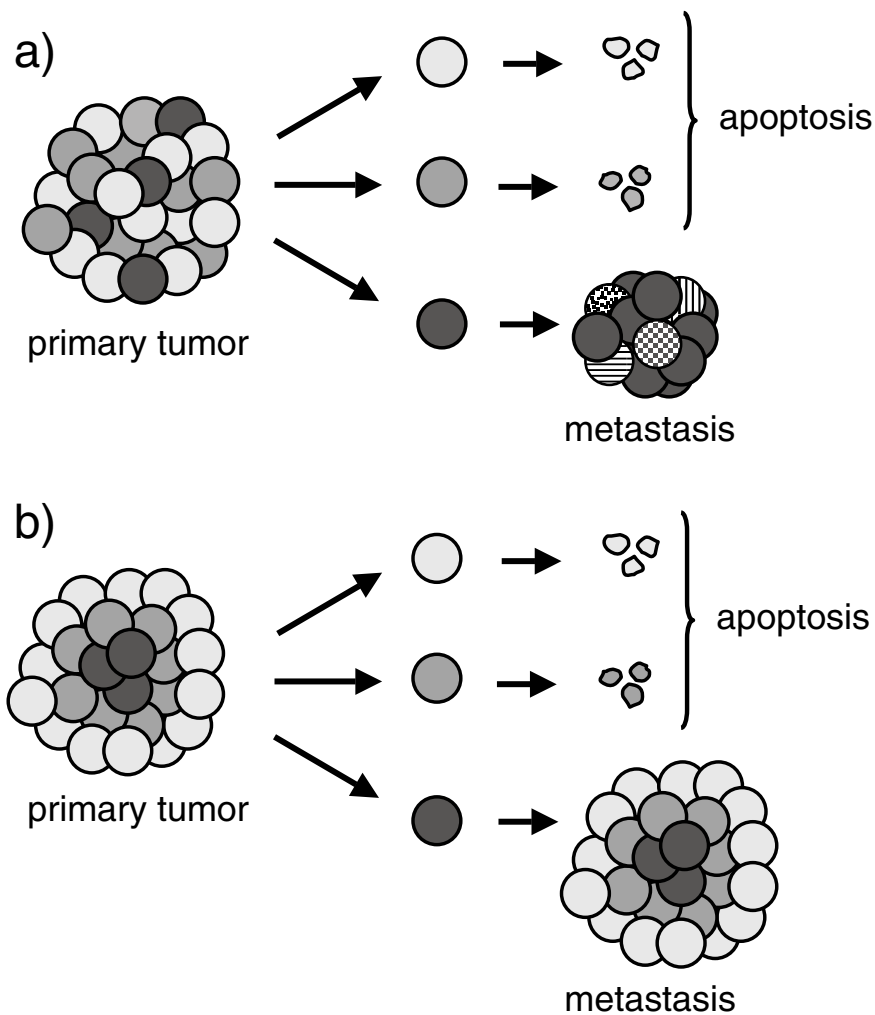 a)
apoptosis
primary tumor
metastasis
b)
apoptosis
primary tumor
metastasis